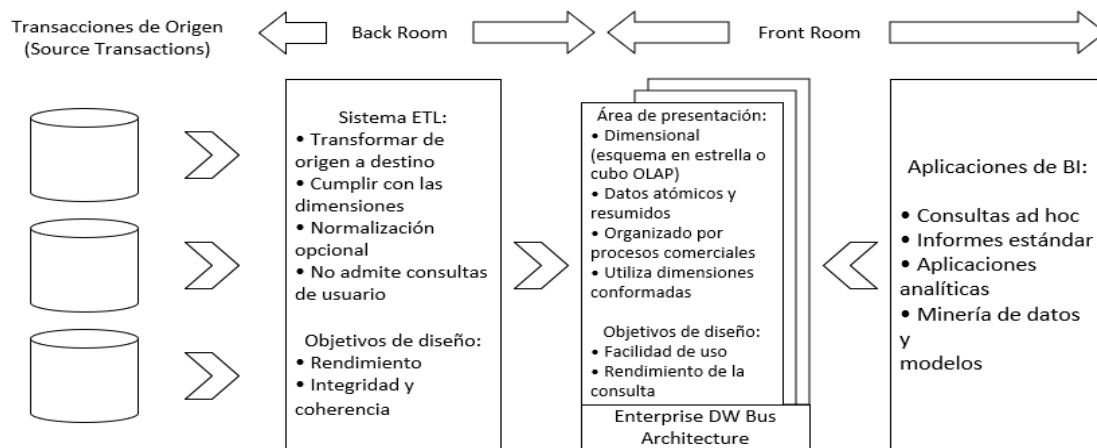 Transacciones de Origen
(Source Transactions)
Back Room
Front Room
Sistema ETL:
• Transformar de
origen a destino
• Cumplir con las
dimensiones
• Normalización
opcional
• No admite consultas
de usuario
Objetivos de diseño:
• Rendimiento
• Integridad y
coherencia
Área de presentación:
• Dimensional
(esquema en estrella o
cubo OLAP)
• Datos atómicos y
resumidos
• Organizado por
procesos comerciales
• Utiliza dimensiones
conformadas
Objetivos de diseño:
• Facilidad de uso
• Rendimiento de la
consulta
Enterprise DW Bus
Architecture
Aplicaciones de BI:
• Consultas ad hoc
• Informes estándar
• Aplicaciones
analíticas
• Minería de datos
y
modelos